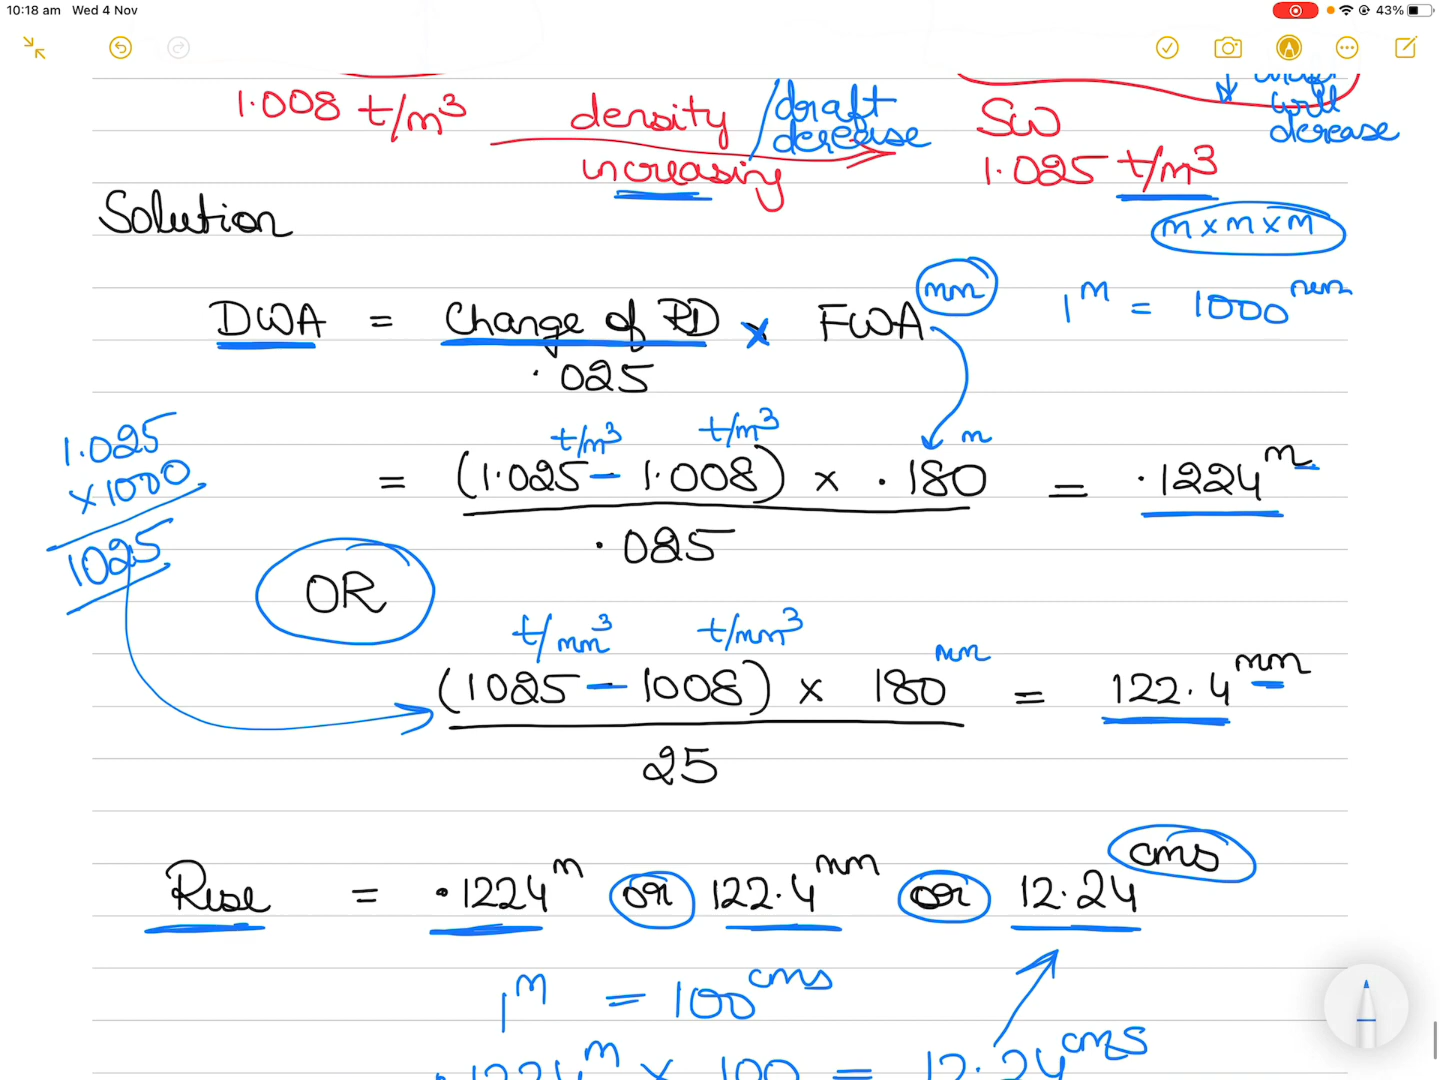 10:18 am Wed 4 Nov 43%
1.008 t/m³ density increasing / draft decrease SW 1.025 t/m³ will decrease
m x m x m
Solution
DWA = Change of RD x FWA mm 1 m = 1000 mm
.025
1.025 x 1000 1025
t/m³ t/m³ m
= (1.025 - 1.008) x .180 = .1224 m
.025
OR
t/mm³ t/mm³ mm
(1025 - 1008) x 180 = 122.4 mm
25
Rise = .1224 m or 122.4 mm or 12.24 cms
1 m = 100 cms
.1224 m x 100 = 12.24 cms